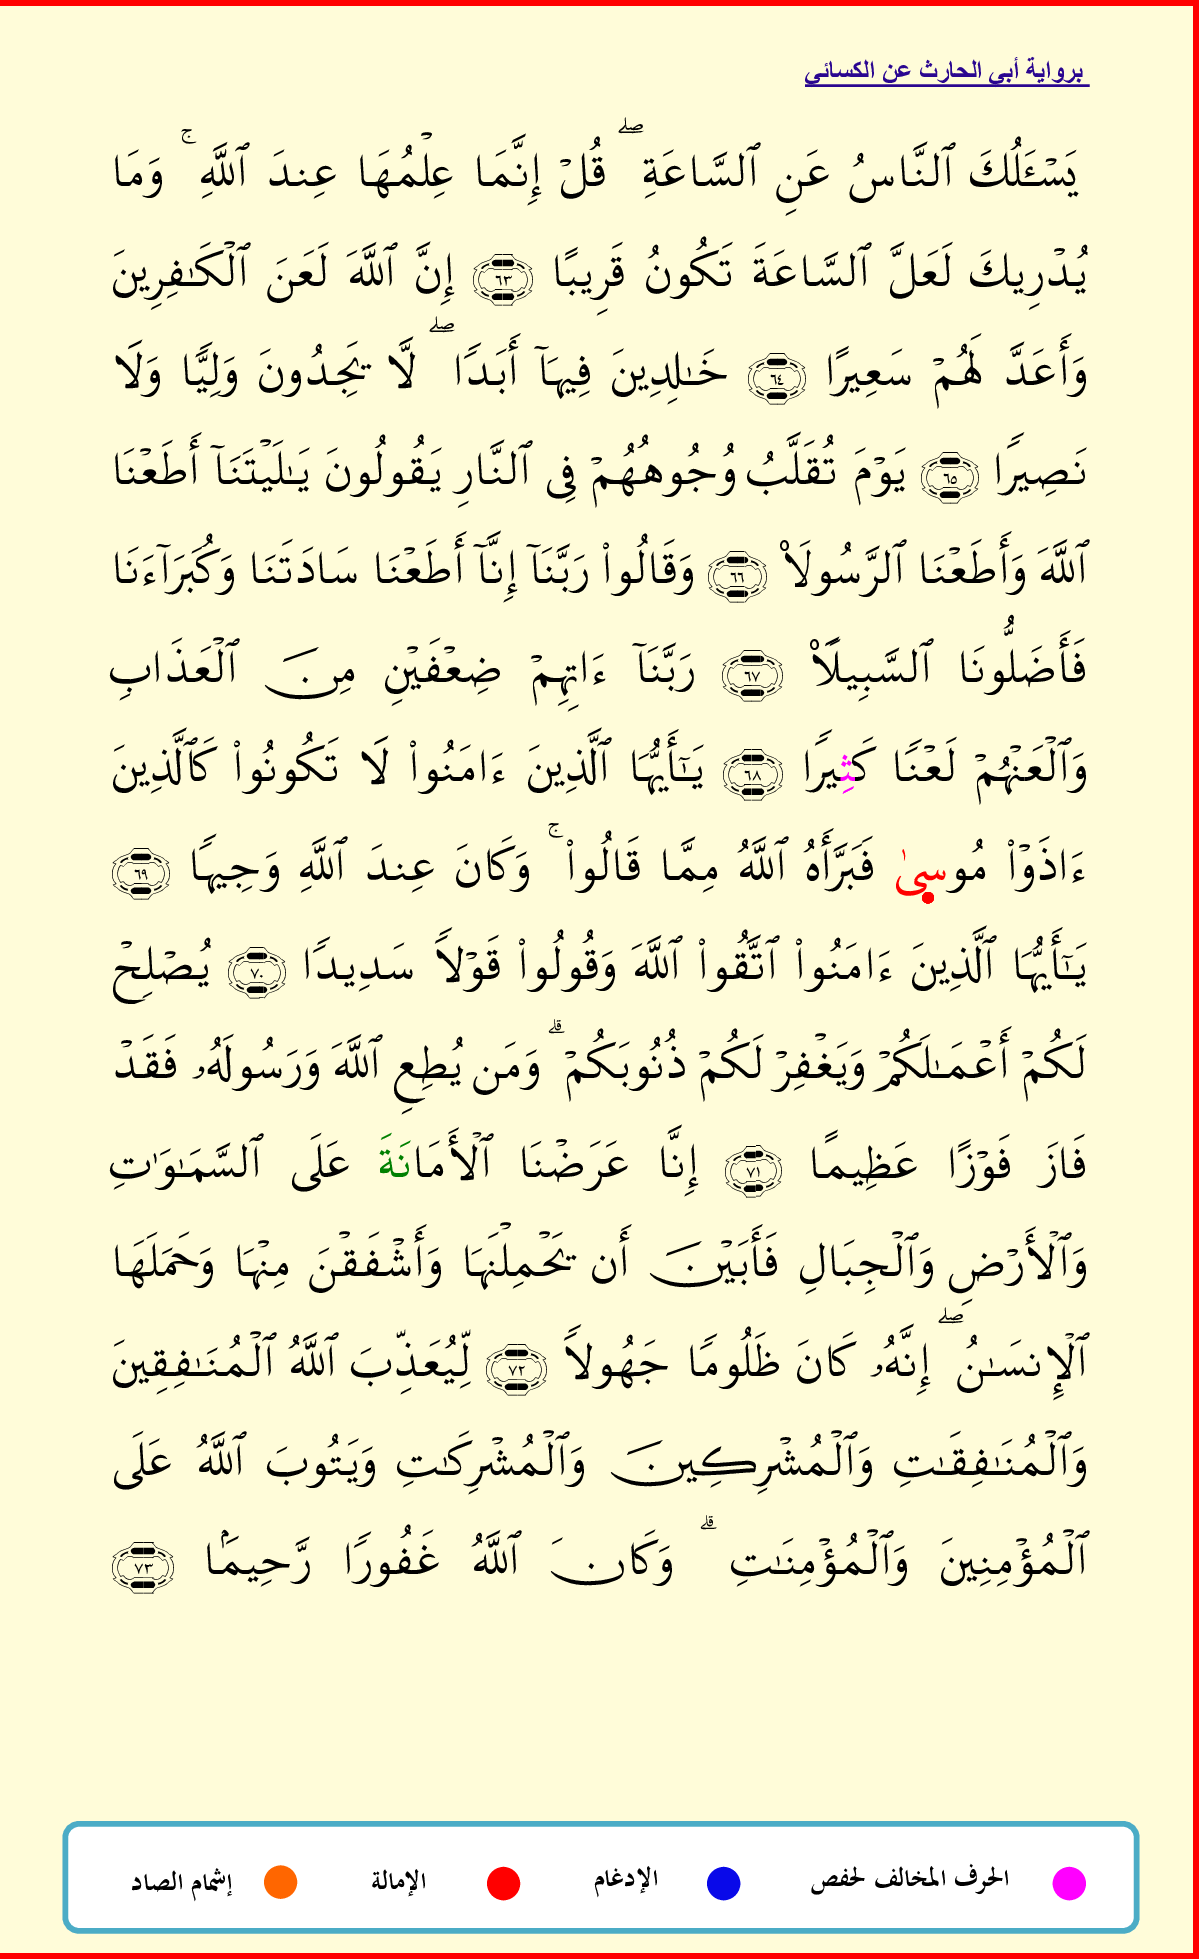 برواية أبي الحارث عن الكسائي
يَسْـَٔلُكَ ٱلنَّاسُ عَنِ ٱلسَّاعَةِ ۖ قُلْ إِنَّمَا عِلْمُهَا عِندَ ٱللَّهِ ۚ وَمَا
يُدْرِيكَ لَعَلَّ ٱلسَّاعَةَ تَكُونُ قَرِيبًا ٦٣ إِنَّ ٱللَّهَ لَعَنَ ٱلْكَـٰفِرِينَ
وَأَعَدَّ لَهُمْ سَعِيرًا ٦٤ خَـٰلِدِينَ فِيهَآ أَبَدًا ۖ لَّا يَجِدُونَ وَلِيًّا وَلَا
نَصِيرًا ٦٥ يَوْمَ تُقَلَّبُ وُجُوهُهُمْ فِى ٱلنَّارِ يَقُولُونَ يَـٰلَيْتَنَآ أَطَعْنَا
ٱللَّهَ وَأَطَعْنَا ٱلرَّسُولَا۠ ٦٦ وَقَالُوا۟ رَبَّنَآ إِنَّآ أَطَعْنَا سَادَتَنَا وَكُبَرَآءَنَا
فَأَضَلُّونَا ٱلسَّبِيلَا۠ ٦٧ رَبَّنَآ ءَاتِهِمْ ضِعْفَيْنِ مِنَ ٱلْعَذَابِ
وَٱلْعَنْهُمْ لَعْنًا كَثِيرًا ٦٨ يَـٰٓأَيُّهَا ٱلَّذِينَ ءَامَنُوا۟ لَا تَكُونُوا۟ كَٱلَّذِينَ
ءَاذَوْا۟ مُوسِىٰ فَبَرَّأَهُ ٱللَّهُ مِمَّا قَالُوا۟ ۚ وَكَانَ عِندَ ٱللَّهِ وَجِيهًا ٦٩
يَـٰٓأَيُّهَا ٱلَّذِينَ ءَامَنُوا۟ ٱتَّقُوا۟ ٱللَّهَ وَقُولُوا۟ قَوْلًا سَدِيدًا ٧٠ يُصْلِحْ
لَكُمْ أَعْمَـٰلَكُمْ وَيَغْفِرْ لَكُمْ ذُنُوبَكُمْ ۗ وَمَن يُطِعِ ٱللَّهَ وَرَسُولَهُۥ فَقَدْ
فَازَ فَوْزًا عَظِيمًا ٧١ إِنَّا عَرَضْنَا ٱلْأَمَانَةَ عَلَى ٱلسَّمَـٰوَٰتِ
وَٱلْأَرْضِ وَٱلْجِبَالِ فَأَبَيْنَ أَن يَحْمِلْنَهَا وَأَشْفَقْنَ مِنْهَا وَحَمَلَهَا
ٱلْإِنسَـٰنُ ۖ إِنَّهُۥ كَانَ ظَلُومًا جَهُولًا ٧٢ لِّيُعَذِّبَ ٱللَّهُ ٱلْمُنَـٰفِقِينَ
وَٱلْمُنَـٰفِقَـٰتِ وَٱلْمُشْرِكِينَ وَٱلْمُشْرِكَـٰتِ وَيَتُوبَ ٱللَّهُ عَلَى
ٱلْمُؤْمِنِينَ وَٱلْمُؤْمِنَـٰتِ ۗ وَكَانَ ٱللَّهُ غَفُورًا رَّحِيمًۢا ٧٣
الحرف المخالف لحفص الإدغام الإمالة إشمام الصاد